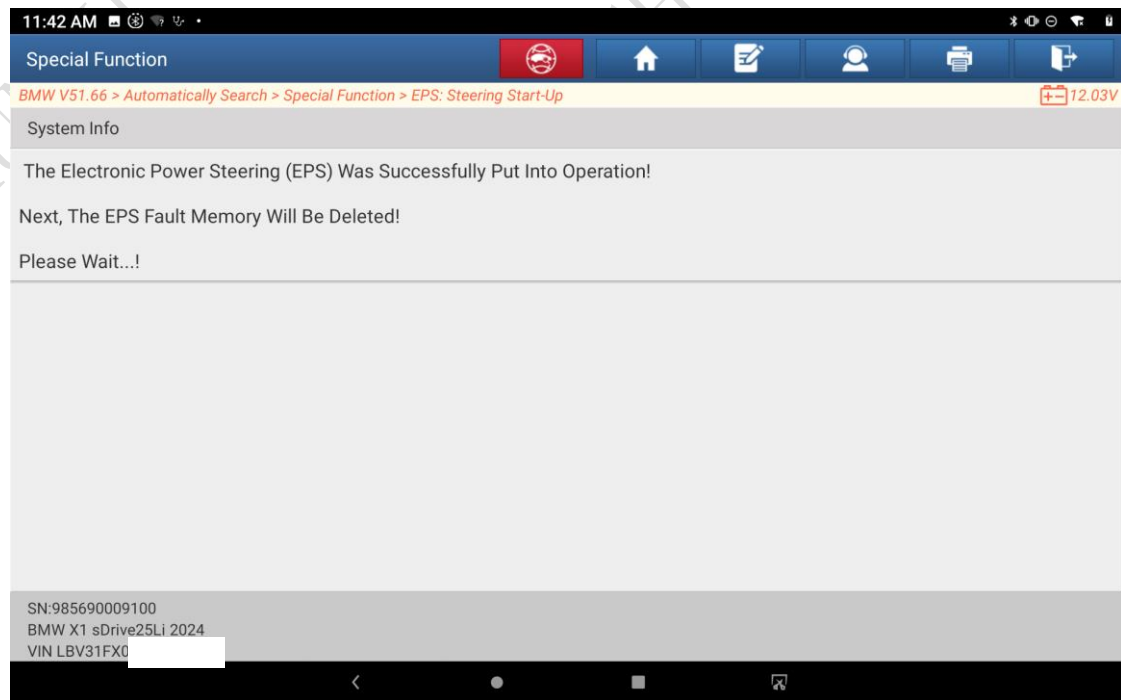 11:42 AM
Special Function
BMW V51.66 > Automatically Search > Special Function > EPS: Steering Start-Up
12.03V
System Info
The Electronic Power Steering (EPS) Was Successfully Put Into Operation!
Next, The EPS Fault Memory Will Be Deleted!
Please Wait...!
SN:985690009100
BMW X1 sDrive25Li 2024
VIN LBV31FX0